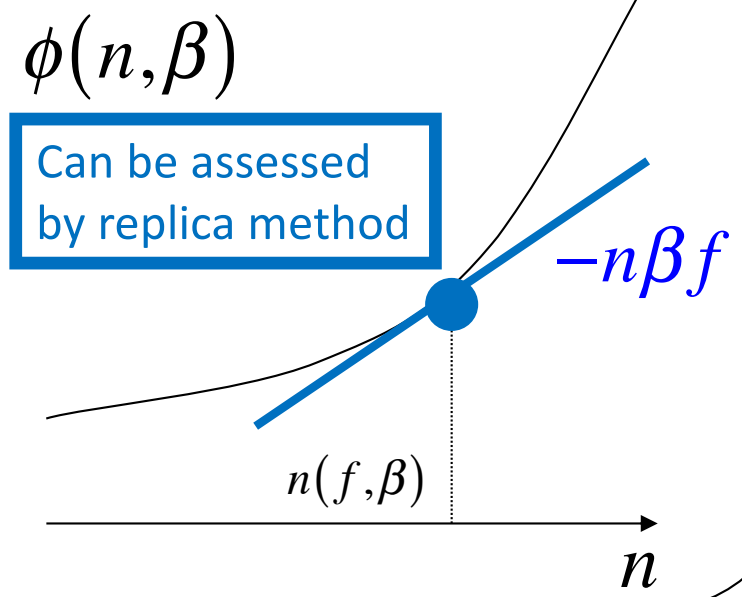 ϕ(n,β)
Can be assessed
by replica method
−nβf
n(f,β)
n